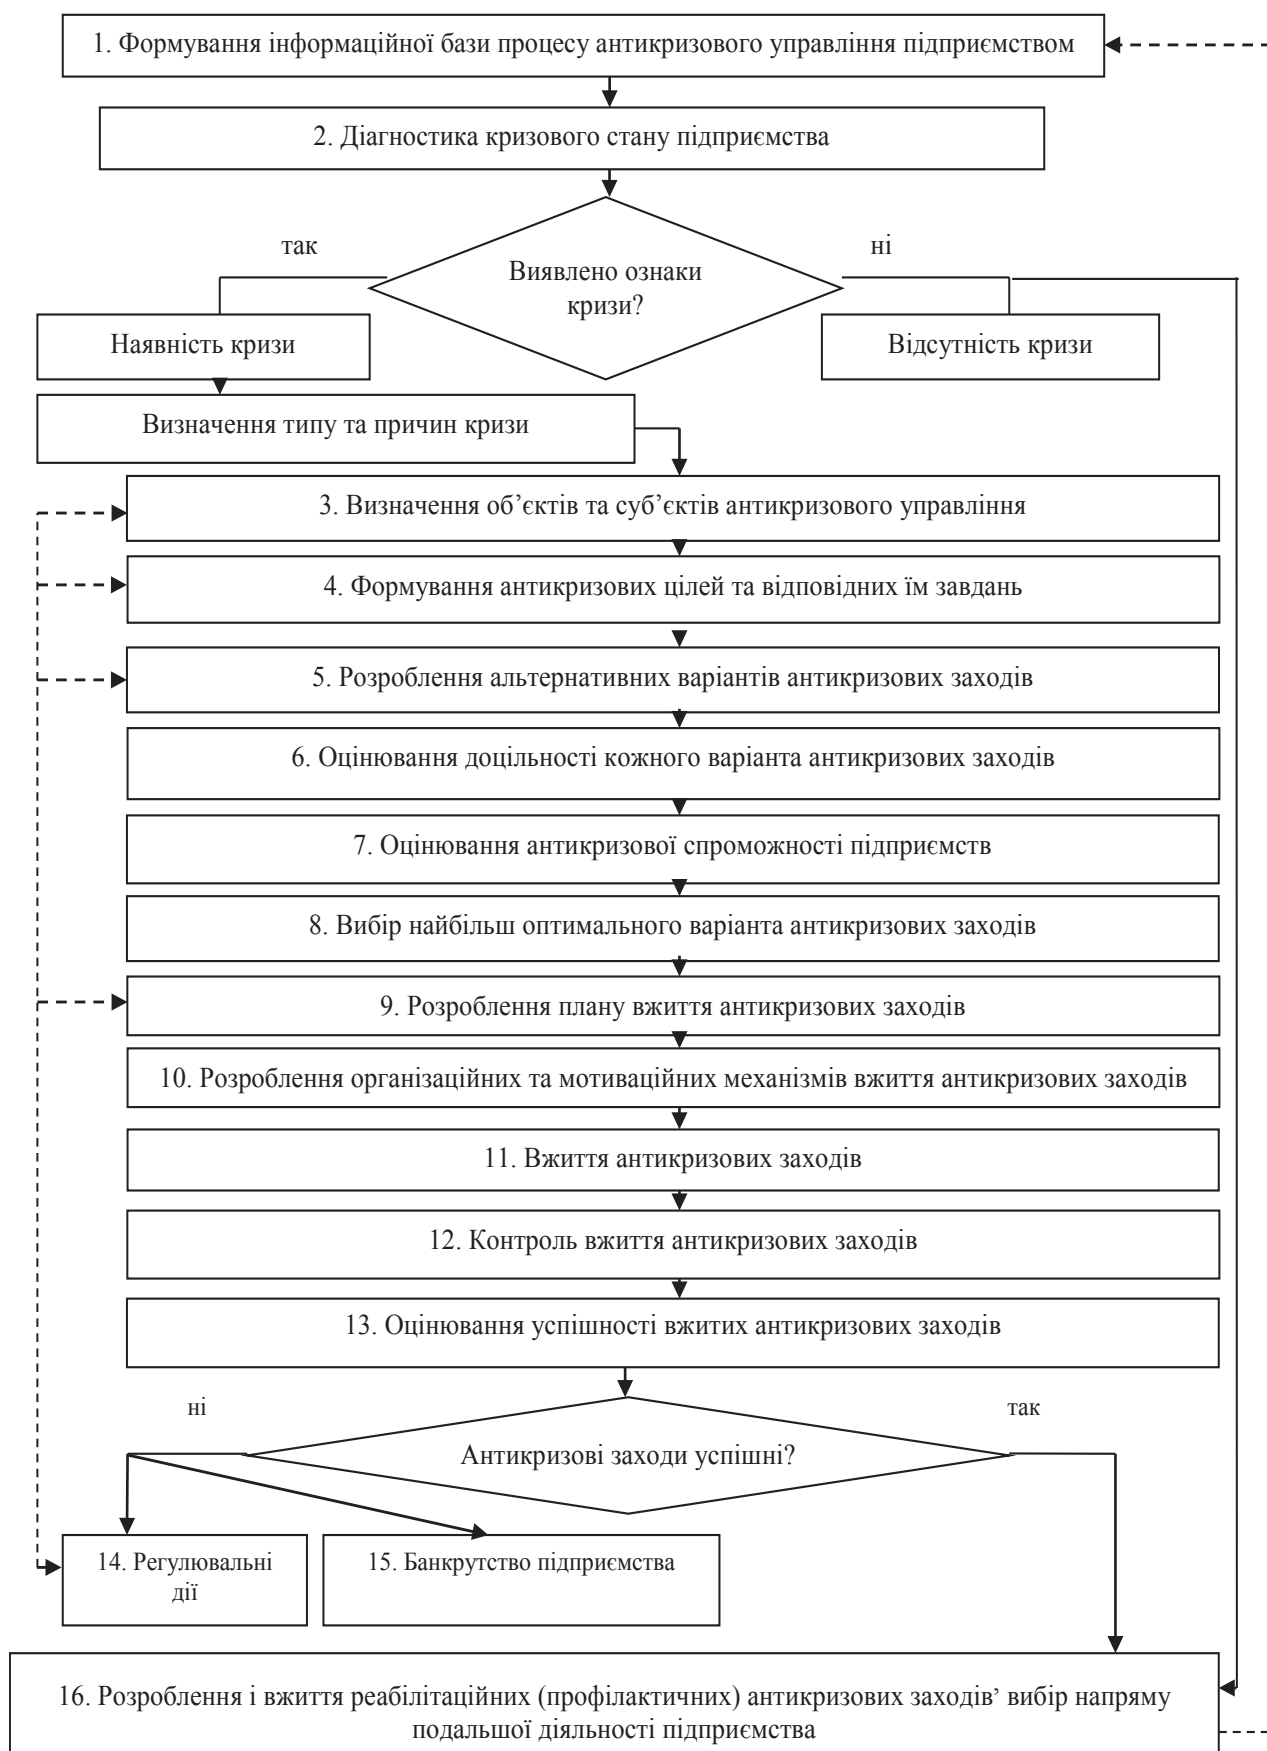 1. Формування інформаційної бази процесу антикризового управління підприємством
2. Діагностика кризового стану підприємства
так
ні
Виявлено ознаки
кризи?
Наявність кризи
Відсутність кризи
Визначення типу та причин кризи
3. Визначення об’єктів та суб’єктів антикризового управління
4. Формування антикризових цілей та відповідних їм завдань
5. Розроблення альтернативних варіантів антикризових заходів
6. Оцінювання доцільності кожного варіанта антикризових заходів
7. Оцінювання антикризової спроможності підприємств
8. Вибір найбільш оптимального варіанта антикризових заходів
9. Розроблення плану вжиття антикризових заходів
10. Розроблення організаційних та мотиваційних механізмів вжиття антикризових заходів
11. Вжиття антикризових заходів
12. Контроль вжиття антикризових заходів
13. Оцінювання успішності вжитих антикризових заходів
ні
так
Антикризові заходи успішні?
14. Регулювальні
дії
15. Банкрутство підприємства
16. Розроблення і вжиття реабілітаційних (профілактичних) антикризових заходів’ вибір напряму
подальшої діяльності підприємства